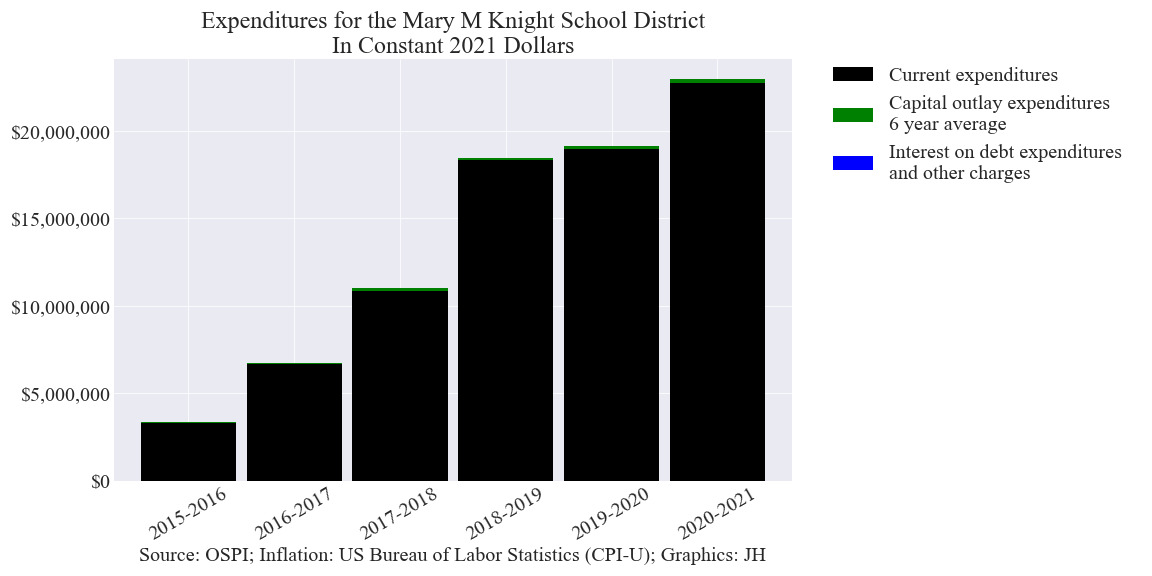 Expenditures for the Mary M Knight School District
In Constant 2021 Dollars
$20,000,000
$15,000,000
$10,000,000
$5,000,000
$0
2015-2016
2016-2017
2017-2018
2018-2019
2019-2020
2020-2021
Source: OSPI; Inflation: US Bureau of Labor Statistics (CPI-U); Graphics: JH
Current expenditures
Capital outlay expenditures
6 year average
Interest on debt expenditures
and other charges